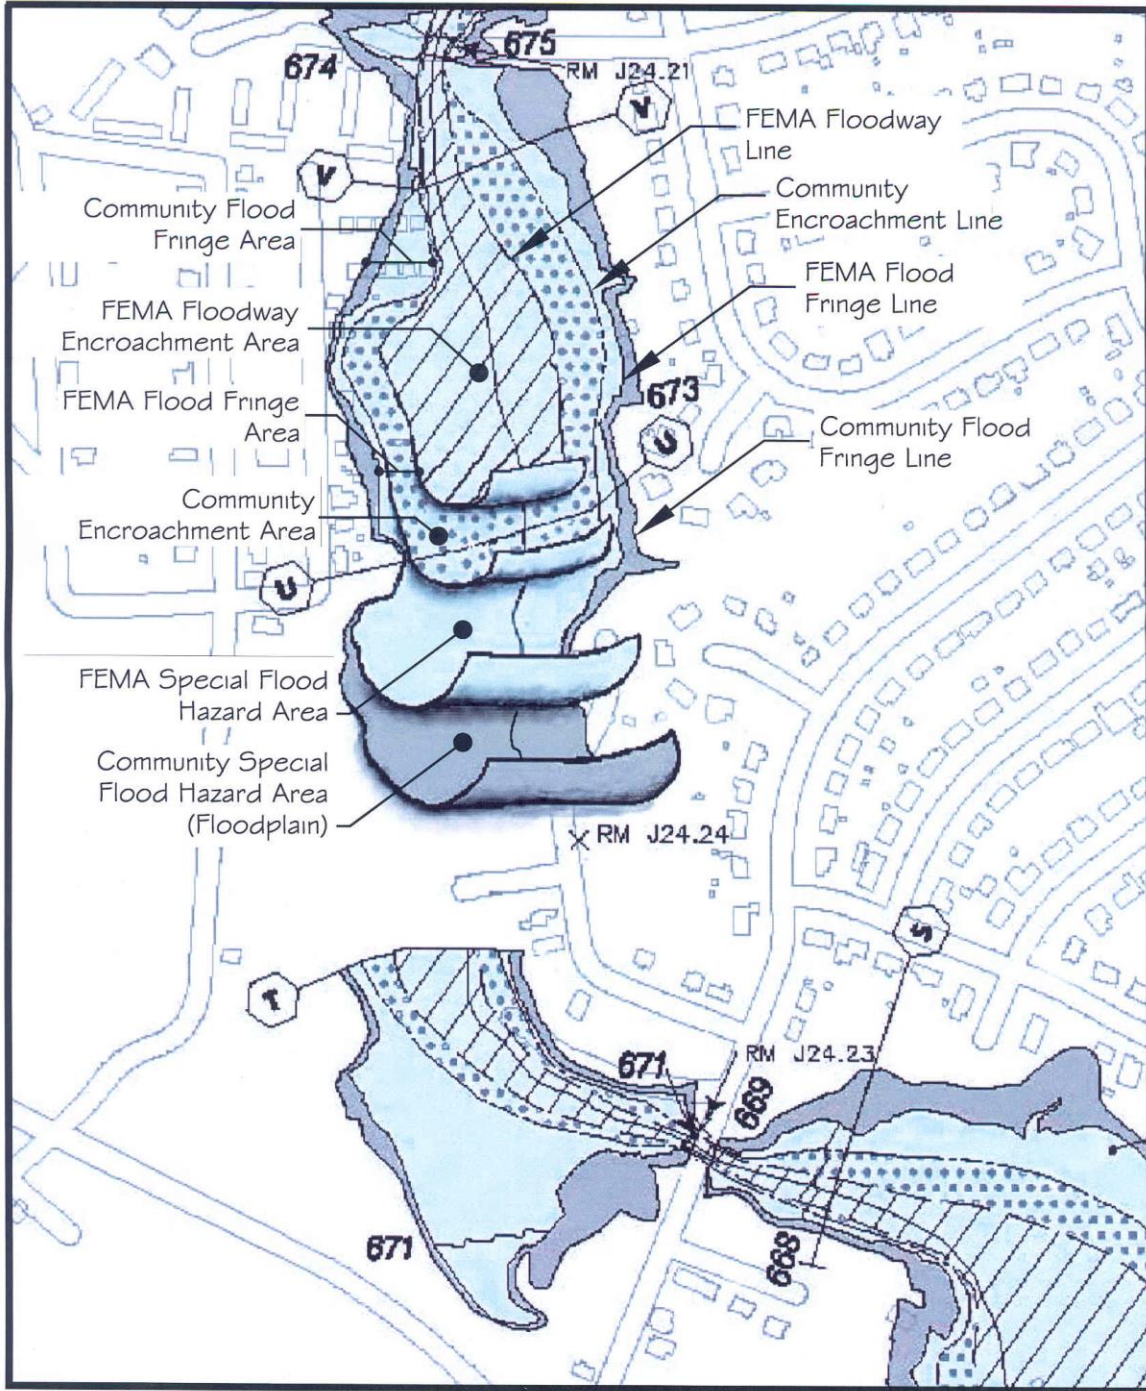 675
674
RM J24.21
V
V
FEMA Floodway
Line
Community
Encroachment Line
Community Flood
Fringe Area
FEMA Flood
Fringe Line
FEMA Floodway
Encroachment Area
673
FEMA Flood Fringe
Area
U
Community Flood
Fringe Line
Community
Encroachment Area
U
FEMA Special Flood
Hazard Area
Community Special
Flood Hazard Area
(Floodplain)
RM J24.24
S
T
671
RM J24.23
669
671
668